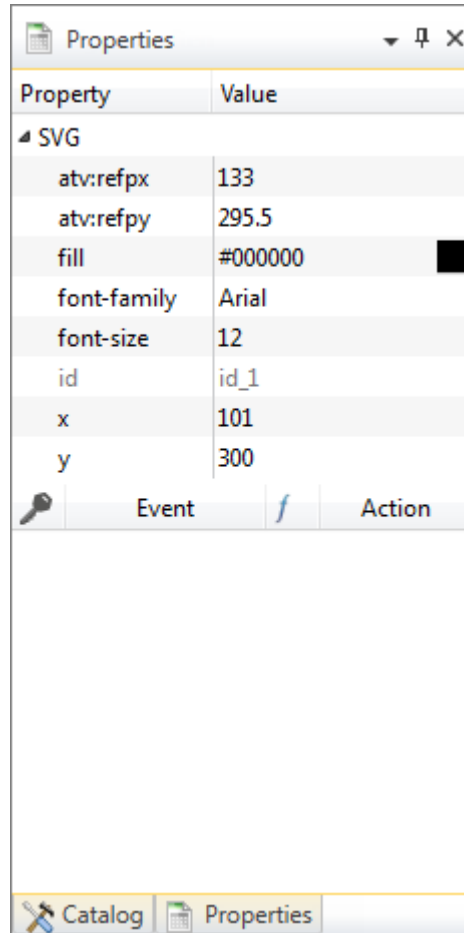 Properties
Property Value
SVG
atv:refpx 133
atv:refpy 295.5
fill #000000
font-family Arial
font-size 12
id id_1
x 101
y 300
Event f Action
Catalog Properties